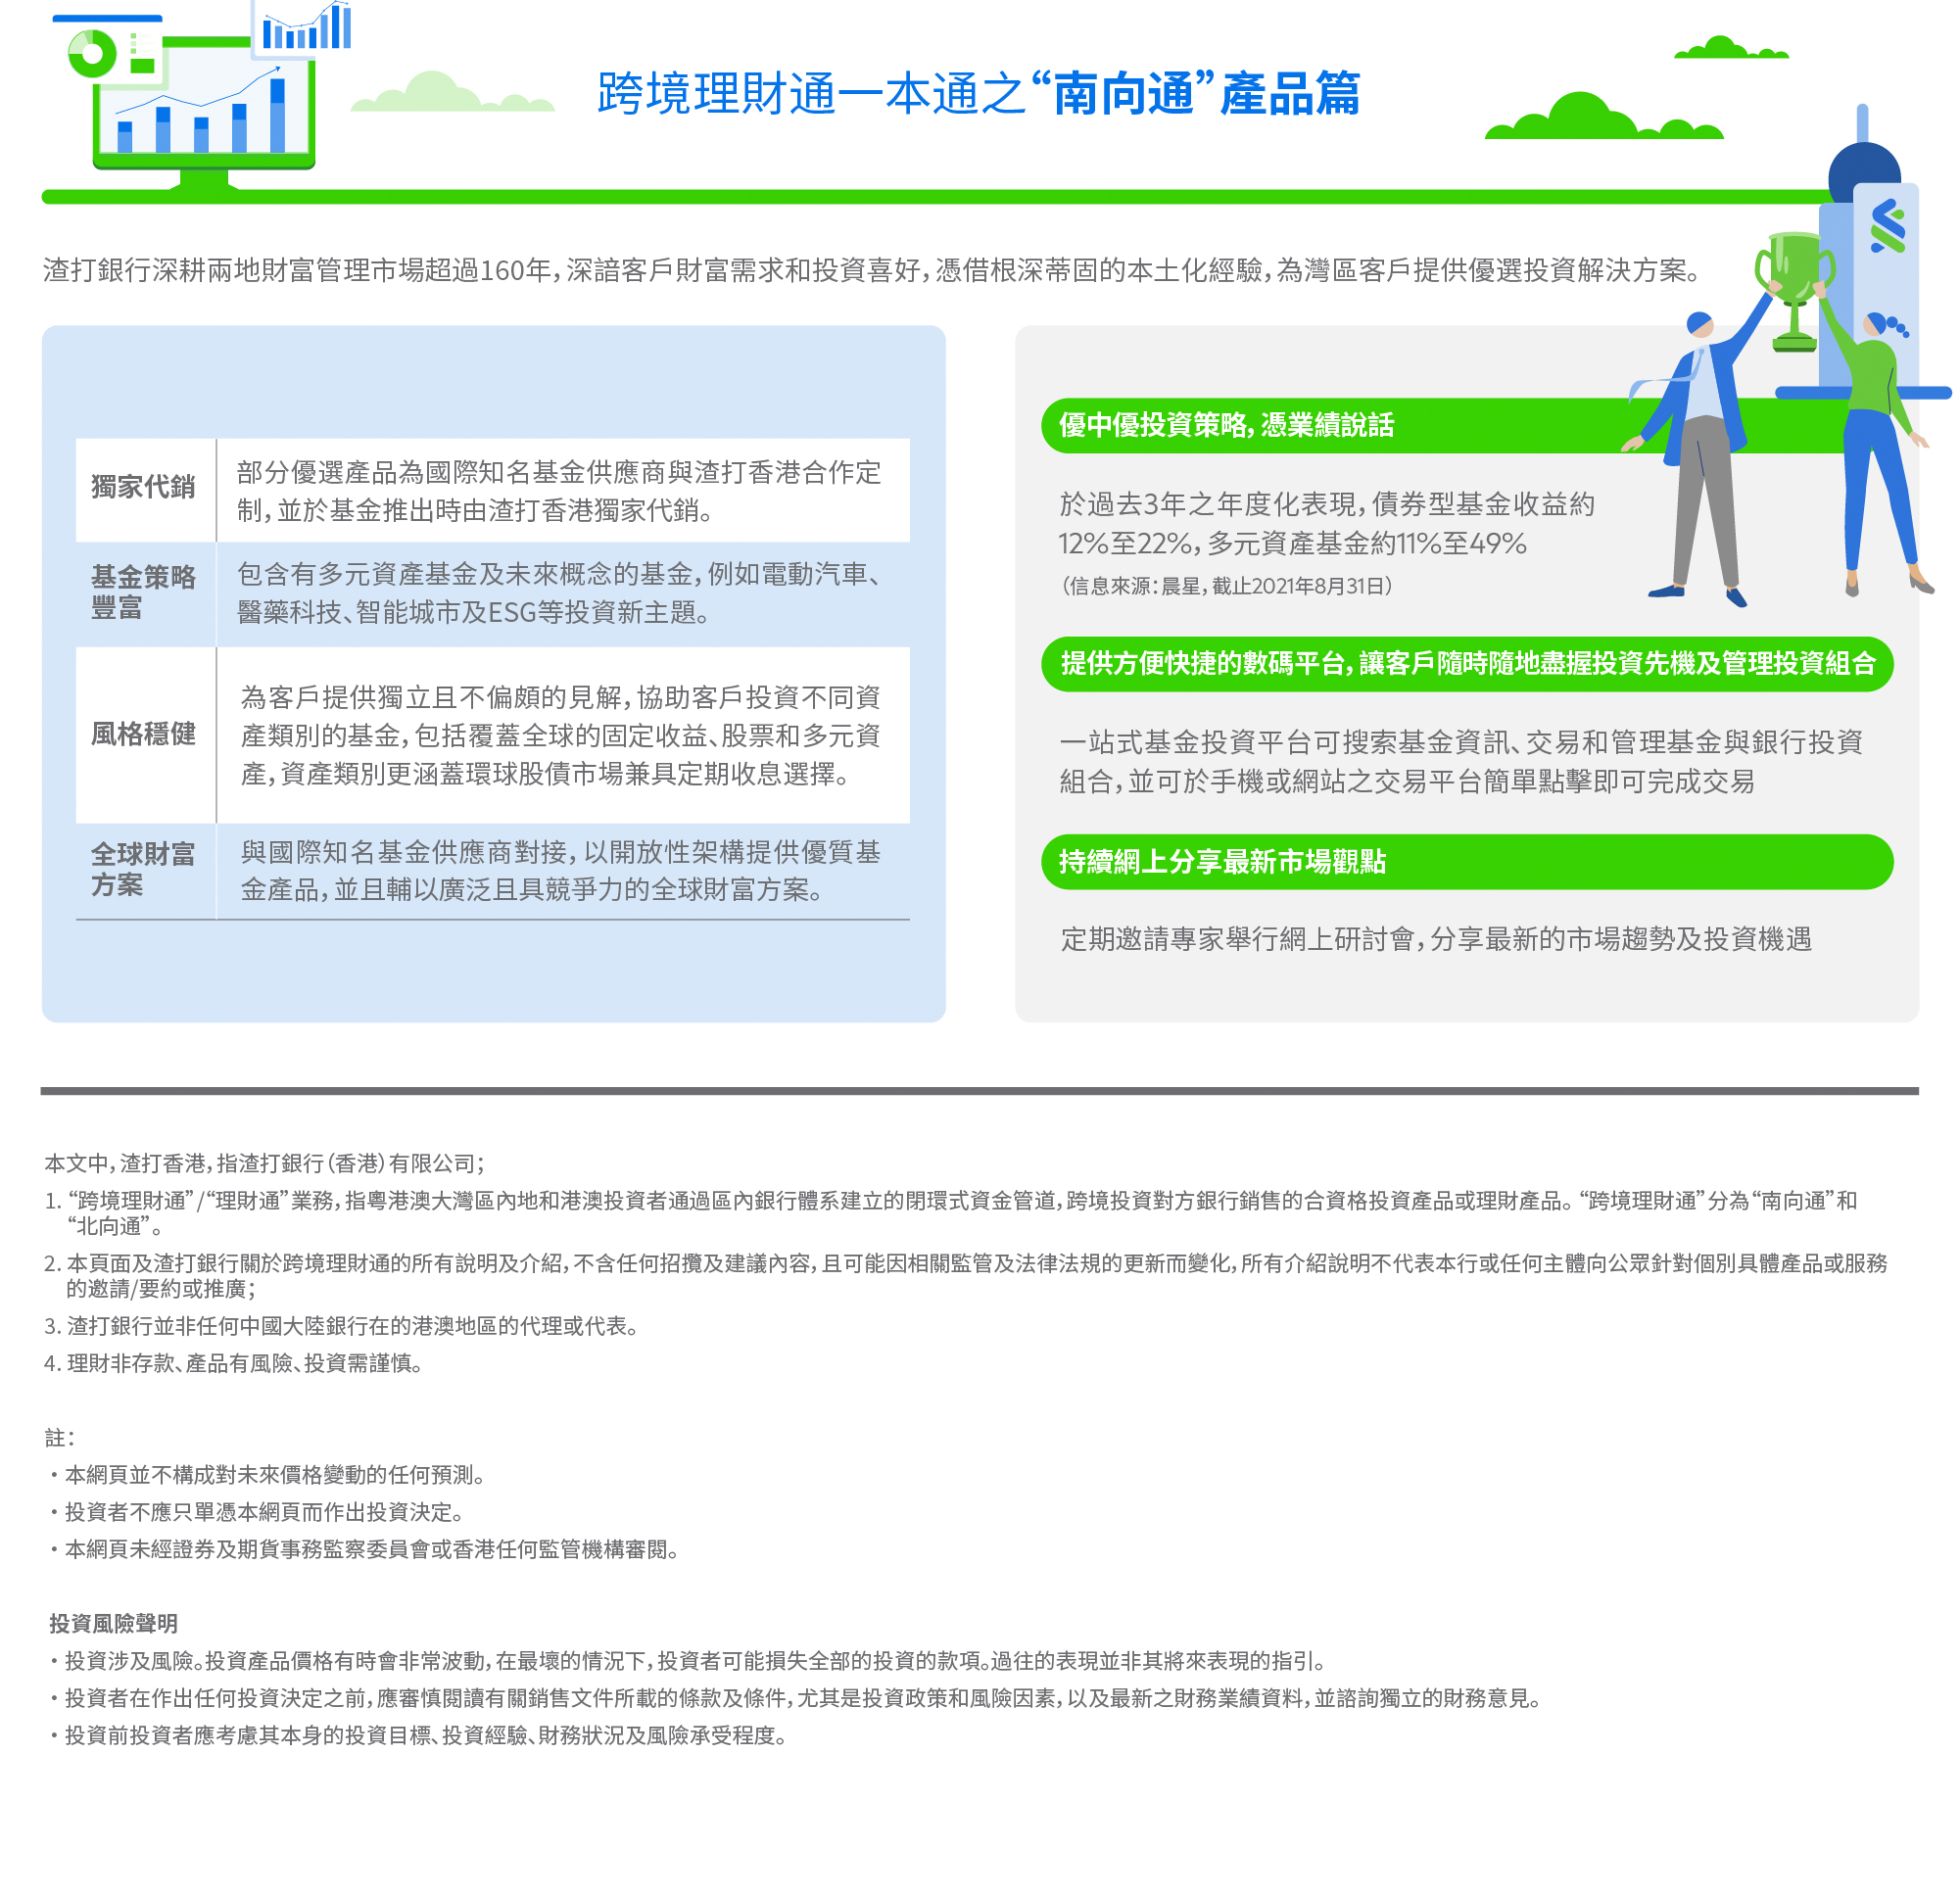 跨境理財通一本通之“南向通”產品篇
渣打銀行深耕兩地財富管理市場超過160年，深諳客戶財富需求和投資喜好，憑借根深蒂固的本土化經驗，為灣區客戶提供優選投資解決方案。
獨家代銷
部分優選產品為國際知名基金供應商與渣打香港合作定
制，並於基金推出時由渣打香港獨家代銷。
基金策略
豐富
包含有多元資產基金及未來概念的基金，例如電動汽車、
醫藥科技、智能城市及ESG等投資新主題。
風格穩健
為客戶提供獨立且不偏頗的見解，協助客戶投資不同資
產類別的基金，包括覆蓋全球的固定收益、股票和多元資
產，資產類別更涵蓋環球股債市場兼具定期收息選擇。
全球財富
方案
與國際知名基金供應商對接，以開放性架構提供優質基
金產品，並且輔以廣泛且具競爭力的全球財富方案。
優中優投資策略，憑業績說話
於過去3年之年度化表現，債券型基金收益約
12%至22%，多元資產基金約11%至49%
（信息來源：晨星，截止2021年8月31日）
提供方便快捷的數碼平台，讓客戶隨時隨地盡握投資先機及管理投資組合
一站式基金投資平台可搜索基金資訊、交易和管理基金與銀行投資
組合，並可於手機或網站之交易平台簡單點擊即可完成交易
持續網上分享最新市場觀點
定期邀請專家舉行網上研討會，分享最新的市場趨勢及投資機遇
本文中，渣打香港，指渣打銀行（香港）有限公司；
1. “跨境理財通”/“理財通”業務，指粵港澳大灣區內地和港澳投資者通過區內銀行體系建立的閉環式資金管道，跨境投資對方銀行銷售的合資格投資產品或理財產品。“跨境理財通”分為“南向通”和
“北向通”。
2. 本頁面及渣打銀行關於跨境理財通的所有說明及介紹，不含任何招攬及建議內容，且可能因相關監管及法律法規的更新而變化，所有介紹說明不代表本行或任何主體向公眾針對個別具體產品或服務
的邀請/要約或推廣；
3. 渣打銀行並非任何中國大陸銀行在的港澳地區的代理或代表。
4. 理財非存款、產品有風險、投資需謹慎。
註：
• 本網頁並不構成對未來價格變動的任何預測。
• 投資者不應只單憑本網頁而作出投資決定。
• 本網頁未經證券及期貨事務監察委員會或香港任何監管機構審閱。
投資風險聲明
• 投資涉及風險。投資產品價格有時會非常波動，在最壞的情況下，投資者可能損失全部的投資的款項。過往的表現並非其將來表現的指引。
• 投資者在作出任何投資決定之前，應審慎閱讀有關銷售文件所載的條款及條件，尤其是投資政策和風險因素，以及最新之財務業績資料，並諮詢獨立的財務意見。
• 投資前投資者應考慮其本身的投資目標、投資經驗、財務狀況及風險承受程度。